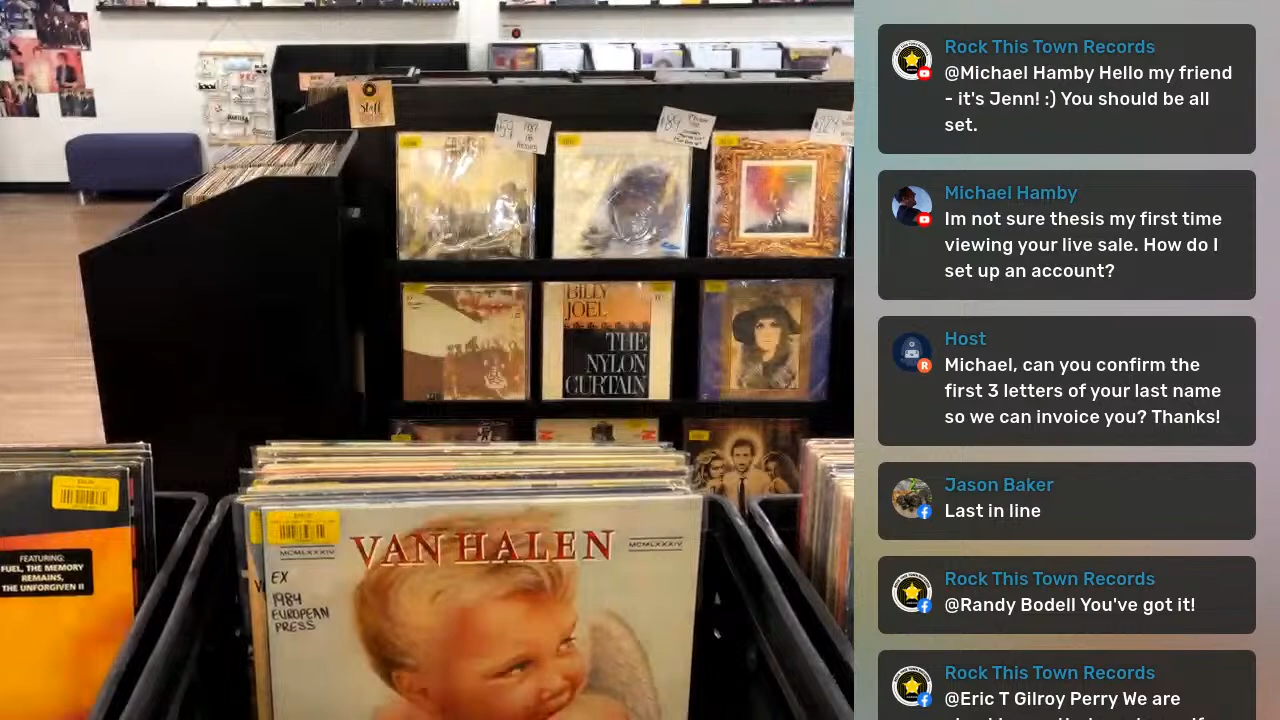 Rock This Town Records
@Michael Hamby Hello my friend
- it's Jenn! :) You should be all
set.
Michael Hamby
Im not sure thesis my first time
viewing your live sale. How do I
set up an account?
Host
Michael, can you confirm the
first 3 letters of your last name
so we can invoice you? Thanks!
Jason Baker
Last in line
Rock This Town Records
@Randy Bodell You've got it!
Rock This Town Records
@Eric T Gilroy Perry We are
Staff
BILLY
JOEL
THE
NYLON
CURTAIN
FEATURING:
FUEL, THE MEMORY
REMAINS,
THE UNFORGIVEN II
VAN HALEN
MCMLXXXIV
MCMLXXXIV
EX
1984
EUROPEAN
PRESS